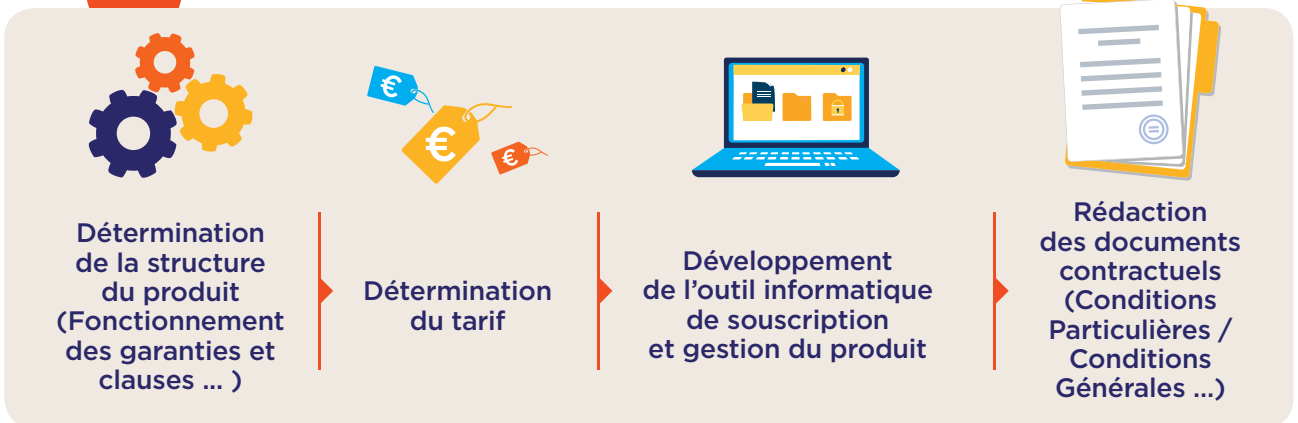 €
€
€
Détermination
de la structure
du produit
(Fonctionnement
des garanties et
clauses ... )
Détermination
du tarif
Développement
de l’outil informatique
de souscription
et gestion du produit
Rédaction
des documents
contractuels
(Conditions
Particulières /
Conditions
Générales ...)